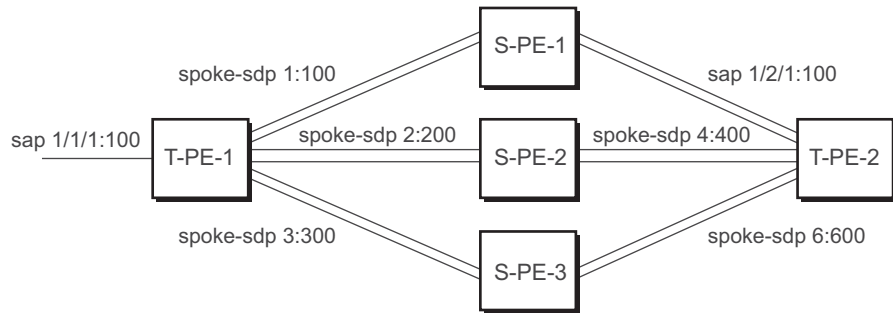 S-PE-1
spoke-sdp 1:100
sap 1/2/1:100
sap 1/1/1:100
spoke-sdp 2:200
spoke-sdp 4:400
T-PE-1
S-PE-2
T-PE-2
spoke-sdp 3:300
spoke-sdp 6:600
S-PE-3